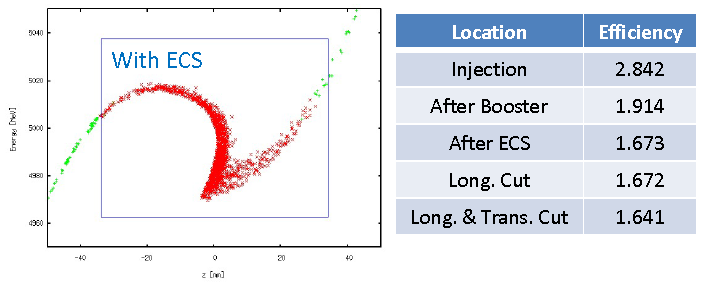 5040
5020
5000
4980
4960
Energy [MeV]
-40
-20
0
20
40
z [mm]
With ECS
Location Efficiency
Injection 2.842
After Booster 1.914
After ECS 1.673
Long. Cut 1.672
Long. & Trans. Cut 1.641